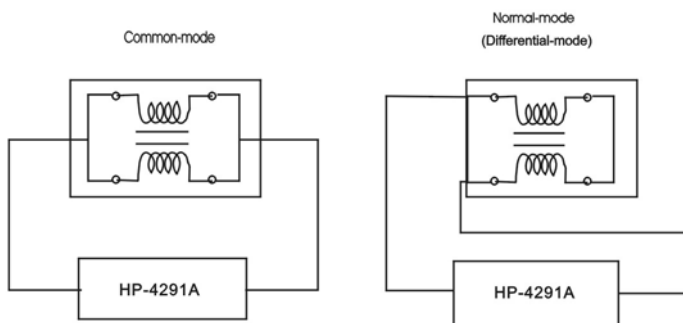 Common-mode
HP-4291A
Normal-mode
(Differential-mode)
HP-4291A